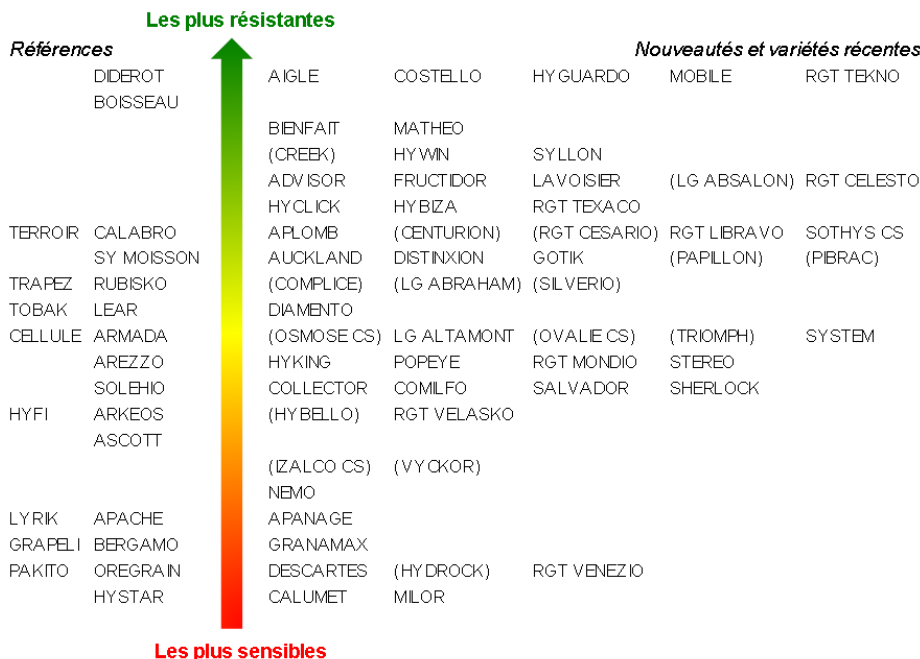 Les plus résistantes
Références Nouveautés et variétés récentes
DIDEROT AIGLE COSTELLO HYGUARDO MOBILE RGT TEKNO
BOISSEAU
BIENFAIT MATHEO
(CREEK) HYWIN SYLLON
ADVISOR FRUCTIDOR LAVOISIER (LG ABSALON) RGT CELESTO
HYCLICK HYBIZA RGT TEXACO
TERROIR CALABRO APLOMB (CENTURION) (RGT CESARIO) RGT LIBRAVO SOTHYS CS
SY MOISSON AUCKLAND DISTINXION GOTIK (PAPILLON) (PIBRAC)
TRAPEZ RUBISKO (COMPLICE) (LG ABRAHAM) (SILVERIO)
TOBAK LEAR DIAMENTO
CELLULE ARMADA (OSMOSE CS) LG ALTAMONT (OVALIE CS) (TRIOMPH) SYSTEM
AREZZO HYKING POPEYE RGT MONDIO STEREO
SOLEHIO COLLECTOR COMILFO SALVADOR SHERLOCK
HYFI ARKEOS (HYBELLO) RGT VELASKO
ASCOTT
(IZALCO CS) (VYCKOR)
NEMO
LYRIK APACHE APANAGE
GRAPELI BERGAMO GRANAMAX
PAKITO OREGRAIN DESCARTES (HYDROCK) RGT VENEZIO
HYSTAR CALUMET MILOR
Les plus sensibles